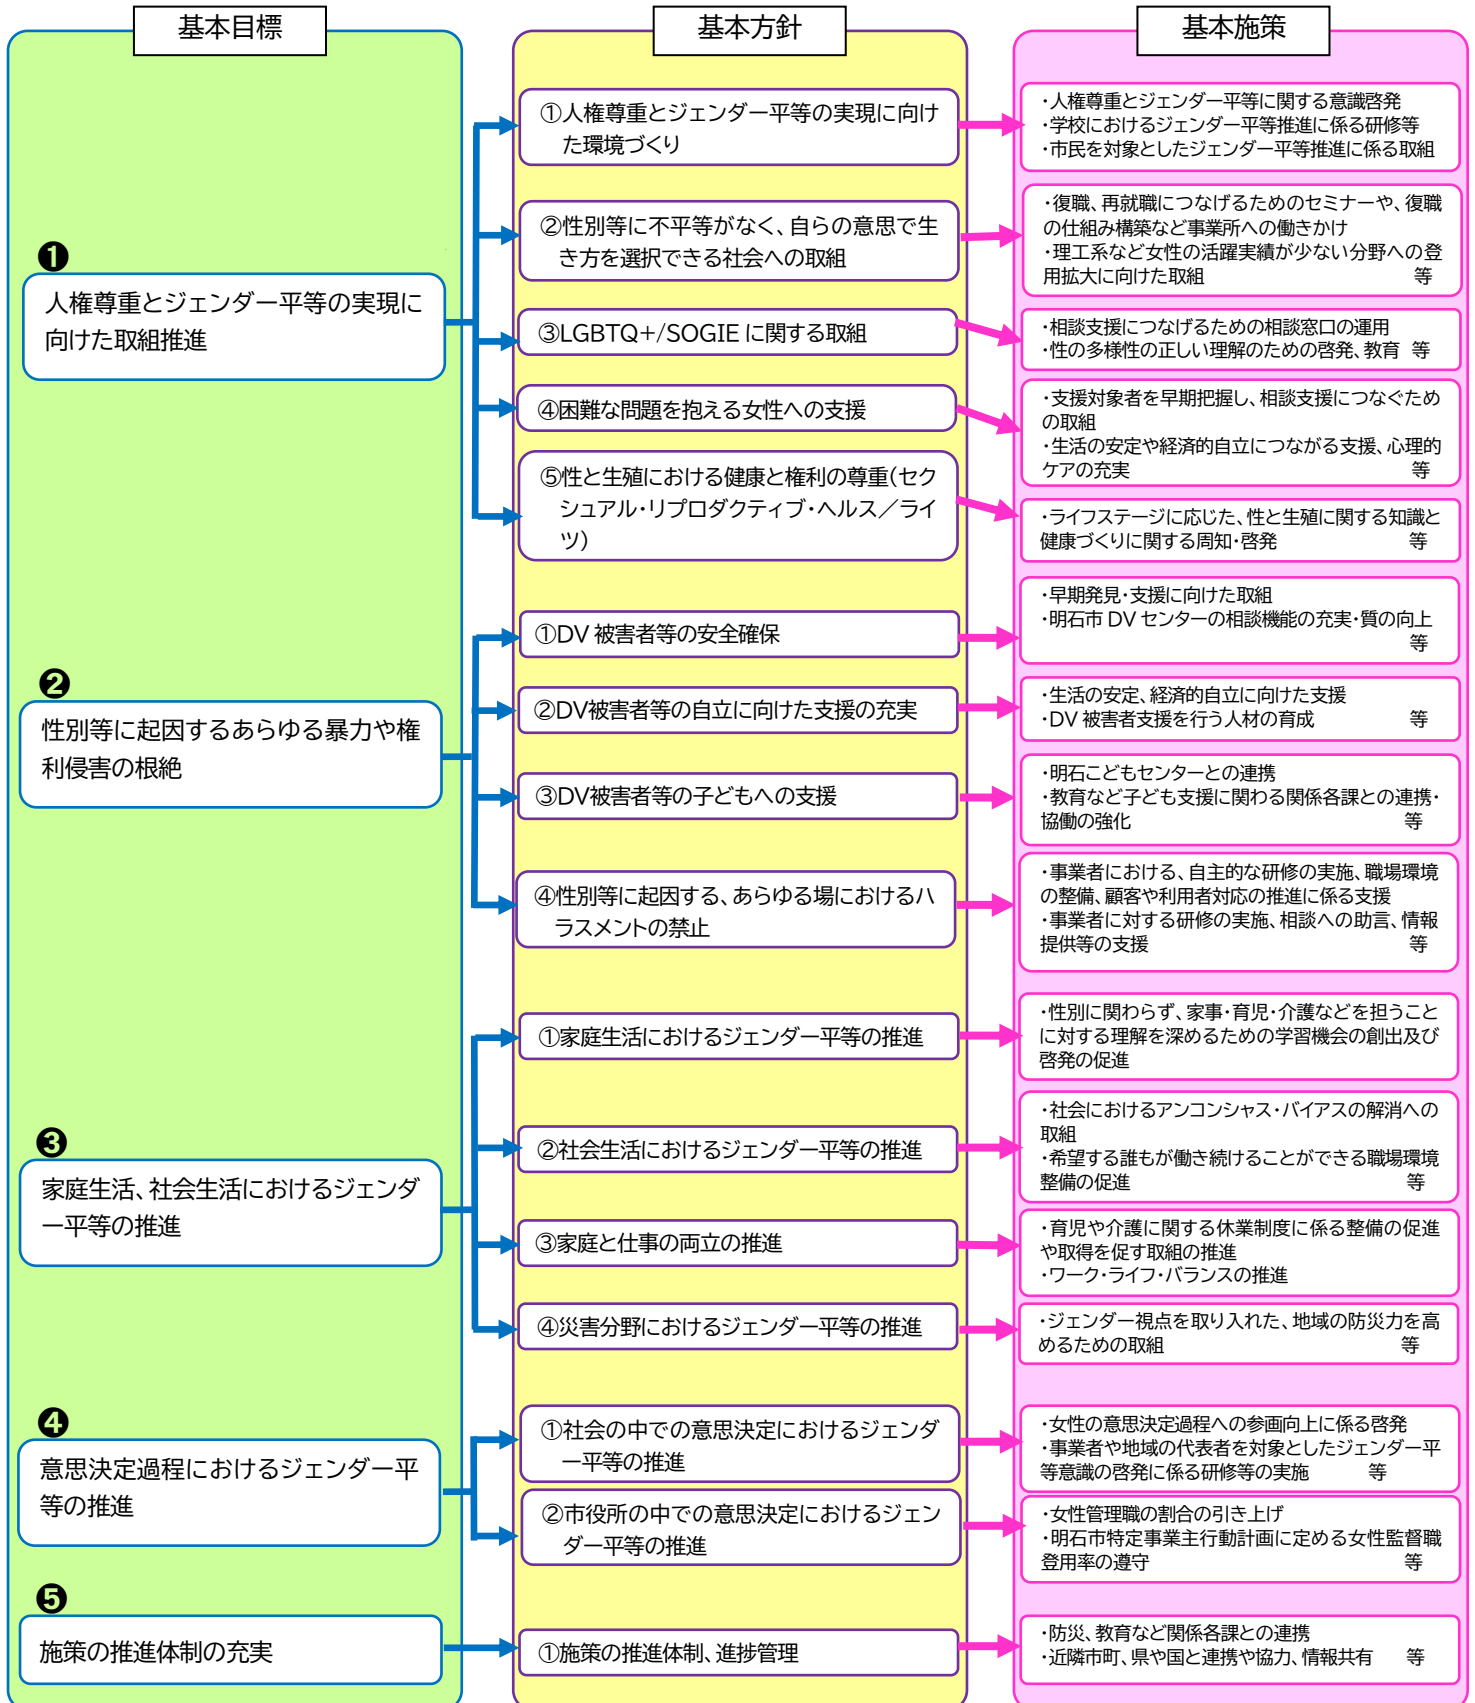 基本目標
基本方針
基本施策
❶
人権尊重とジェンダー平等の実現に
向けた取組推進
①人権尊重とジェンダー平等の実現に向け
た環境づくり
・人権尊重とジェンダー平等に関する意識啓発
・学校におけるジェンダー平等推進に係る研修等
・市民を対象としたジェンダー平等推進に係る取組
②性別等に不平等がなく、自らの意思で生
き方を選択できる社会への取組
・復職、再就職につなげるためのセミナーや、復職
の仕組み構築など事業所への働きかけ
・理工系など女性の活躍実績が少ない分野への登
用拡大に向けた取組 等
③LGBTQ+/SOGIE に関する取組
・相談支援につなげるための相談窓口の運用
・性の多様性の正しい理解のための啓発、教育 等
④困難な問題を抱える女性への支援
・支援対象者を早期把握し、相談支援につなぐため
の取組
・生活の安定や経済的自立につながる支援、心理的
ケアの充実 等
⑤性と生殖における健康と権利の尊重(セク
シュアル・リプロダクティブ・ヘルス／ライ
ツ)
・ライフステージに応じた、性と生殖に関する知識と
健康づくりに関する周知・啓発 等
❷
性別等に起因するあらゆる暴力や権
利侵害の根絶
①DV 被害者等の安全確保
・早期発見・支援に向けた取組
・明石市 DV センターの相談機能の充実・質の向上
等
②DV被害者等の自立に向けた支援の充実
・生活の安定、経済的自立に向けた支援
・DV 被害者支援を行う人材の育成 等
③DV被害者等の子どもへの支援
・明石こどもセンターとの連携
・教育など子ども支援に関わる関係各課との連携・
協働の強化 等
④性別等に起因する、あらゆる場におけるハ
ラスメントの禁止
・事業者における、自主的な研修の実施、職場環境
の整備、顧客や利用者対応の推進に係る支援
・事業者に対する研修の実施、相談への助言、情報
提供等の支援 等
❸
家庭生活、社会生活におけるジェンダ
ー平等の推進
①家庭生活におけるジェンダー平等の推進
・性別に関わらず、家事・育児・介護などを担うこと
に対する理解を深めるための学習機会の創出及び
啓発の促進
②社会生活におけるジェンダー平等の推進
・社会におけるアンコンシャス・バイアスの解消への
取組
・希望する誰もが働き続けることができる職場環境
整備の促進 等
③家庭と仕事の両立の推進
・育児や介護に関する休業制度に係る整備の促進
や取得を促す取組の推進
・ワーク・ライフ・バランスの推進
④災害分野におけるジェンダー平等の推進
・ジェンダー視点を取り入れた、地域の防災力を高
めるための取組 等
❹
意思決定過程におけるジェンダー平
等の推進
①社会の中での意思決定におけるジェンダ
ー平等の推進
・女性の意思決定過程への参画向上に係る啓発
・事業者や地域の代表者を対象としたジェンダー平
等意識の啓発に係る研修等の実施 等
②市役所の中での意思決定におけるジェン
ダー平等の推進
・女性管理職の割合の引き上げ
・明石市特定事業主行動計画に定める女性監督職
登用率の遵守 等
❺
施策の推進体制の充実
①施策の推進体制、進捗管理
・防災、教育など関係各課との連携
・近隣市町、県や国と連携や協力、情報共有 等